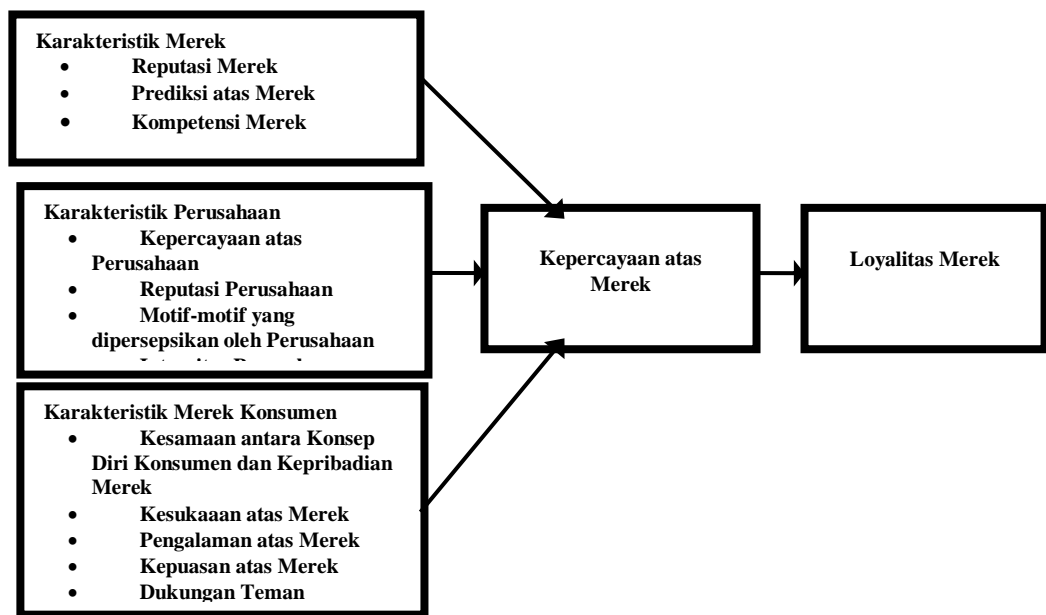 Karakteristik Merek
• Reputasi Merek
• Prediksi atas Merek
• Kompetensi Merek
Karakteristik Perusahaan
• Kepercayaan atas
Perusahaan
• Reputasi Perusahaan
• Motif-motif yang
dipersepsikan oleh Perusahaan
Karakteristik Merek Konsumen
• Kesamaan antara Konsep
Diri Konsumen dan Kepribadian
Merek
• Kesukaaan atas Merek
• Pengalaman atas Merek
• Kepuasan atas Merek
• Dukungan Teman
Kepercayaan atas
Merek
Loyalitas Merek